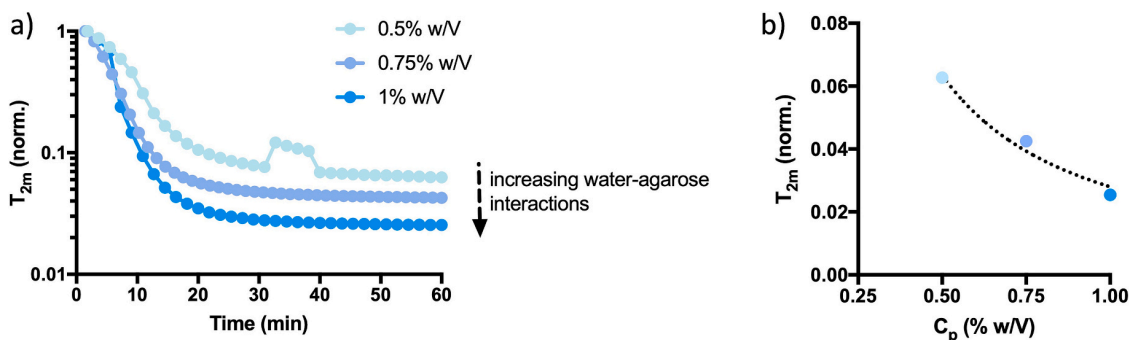 a)
1
0.1
0.01
T2m (norm.)
0 10 20 30 40 50 60
Time (min)
0.5% w/V
0.75% w/V
1% w/V
increasing water-agarose
interactions
b)
0.08
0.06
0.04
0.02
0.00
T2m (norm.)
0.25 0.50 0.75 1.00
Cp (% w/V)